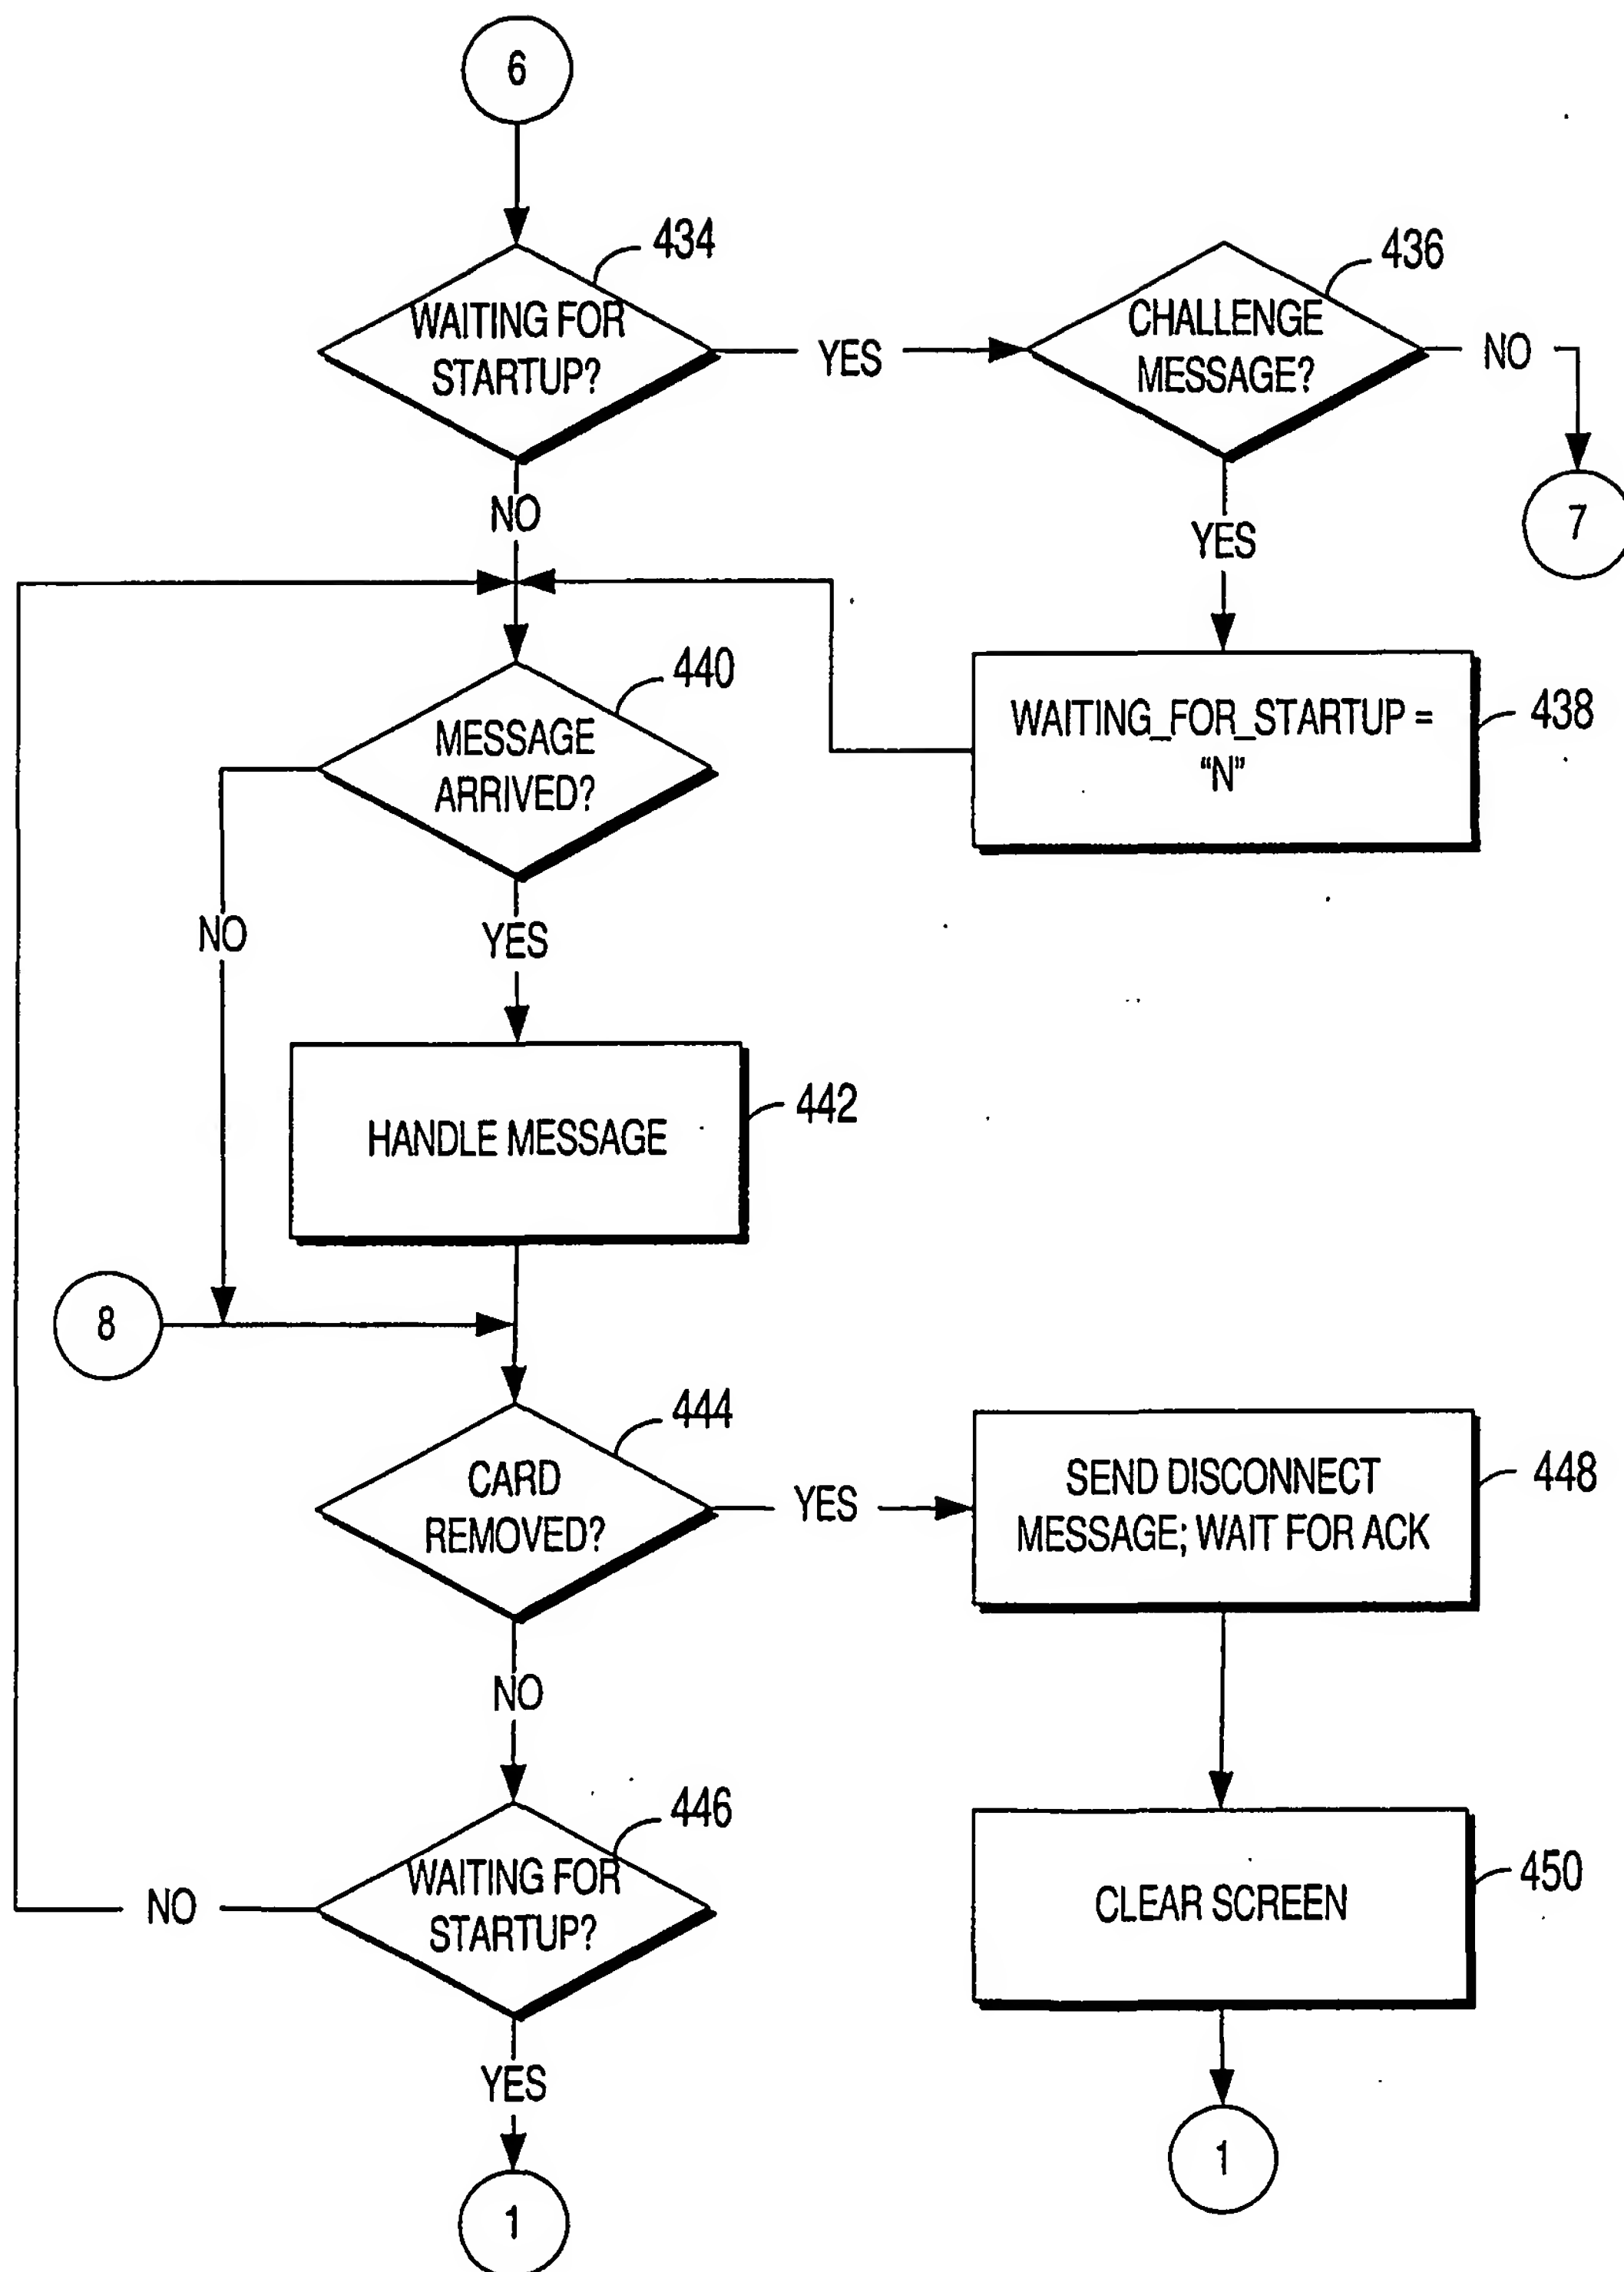 6
434
WAITING FOR
STARTUP?
YES
436
CHALLENGE
MESSAGE?
NO
7
NO
YES
440
MESSAGE
ARRIVED?
WAITING_FOR_STARTUP =
“N”
438
NO
YES
HANDLE MESSAGE
442
8
444
CARD
REMOVED?
YES
SEND DISCONNECT
MESSAGE; WAIT FOR ACK
448
NO
446
WAITING FOR
STARTUP?
NO
CLEAR SCREEN
450
YES
1
1